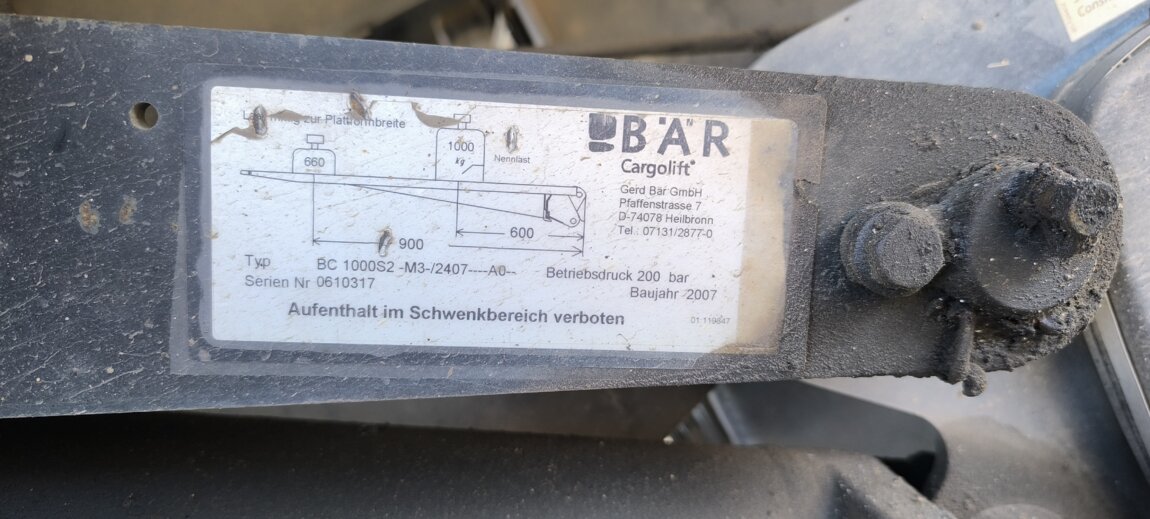 zur Plattformbreite
660
1000
kg
Nennlast
900
600
BÄR
Cargolift
Gerd Bär GmbH
Pfaffenstrasse 7
D-74078 Heilbronn
Tel.: 07131/2877-0
Typ BC 1000S2 -M3-/2407----A0--
Serien Nr 0610317
Betriebsdruck 200 bar
Baujahr 2007
Aufenthalt im Schwenkbereich verboten